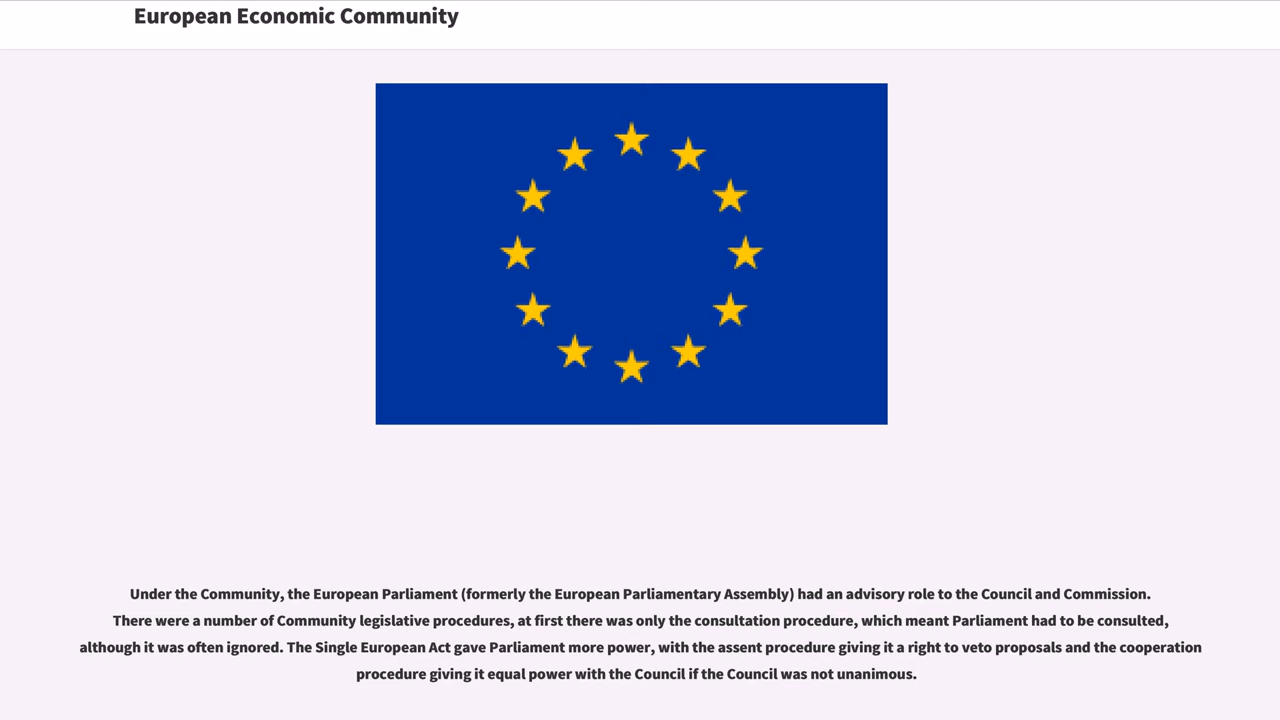 European Economic Community
Under the Community, the European Parliament (formerly the European Parliamentary Assembly) had an advisory role to the Council and Commission.
There were a number of Community legislative procedures, at first there was only the consultation procedure, which meant Parliament had to be consulted,
although it was often ignored. The Single European Act gave Parliament more power, with the assent procedure giving it a right to veto proposals and the cooperation
procedure giving it equal power with the Council if the Council was not unanimous.